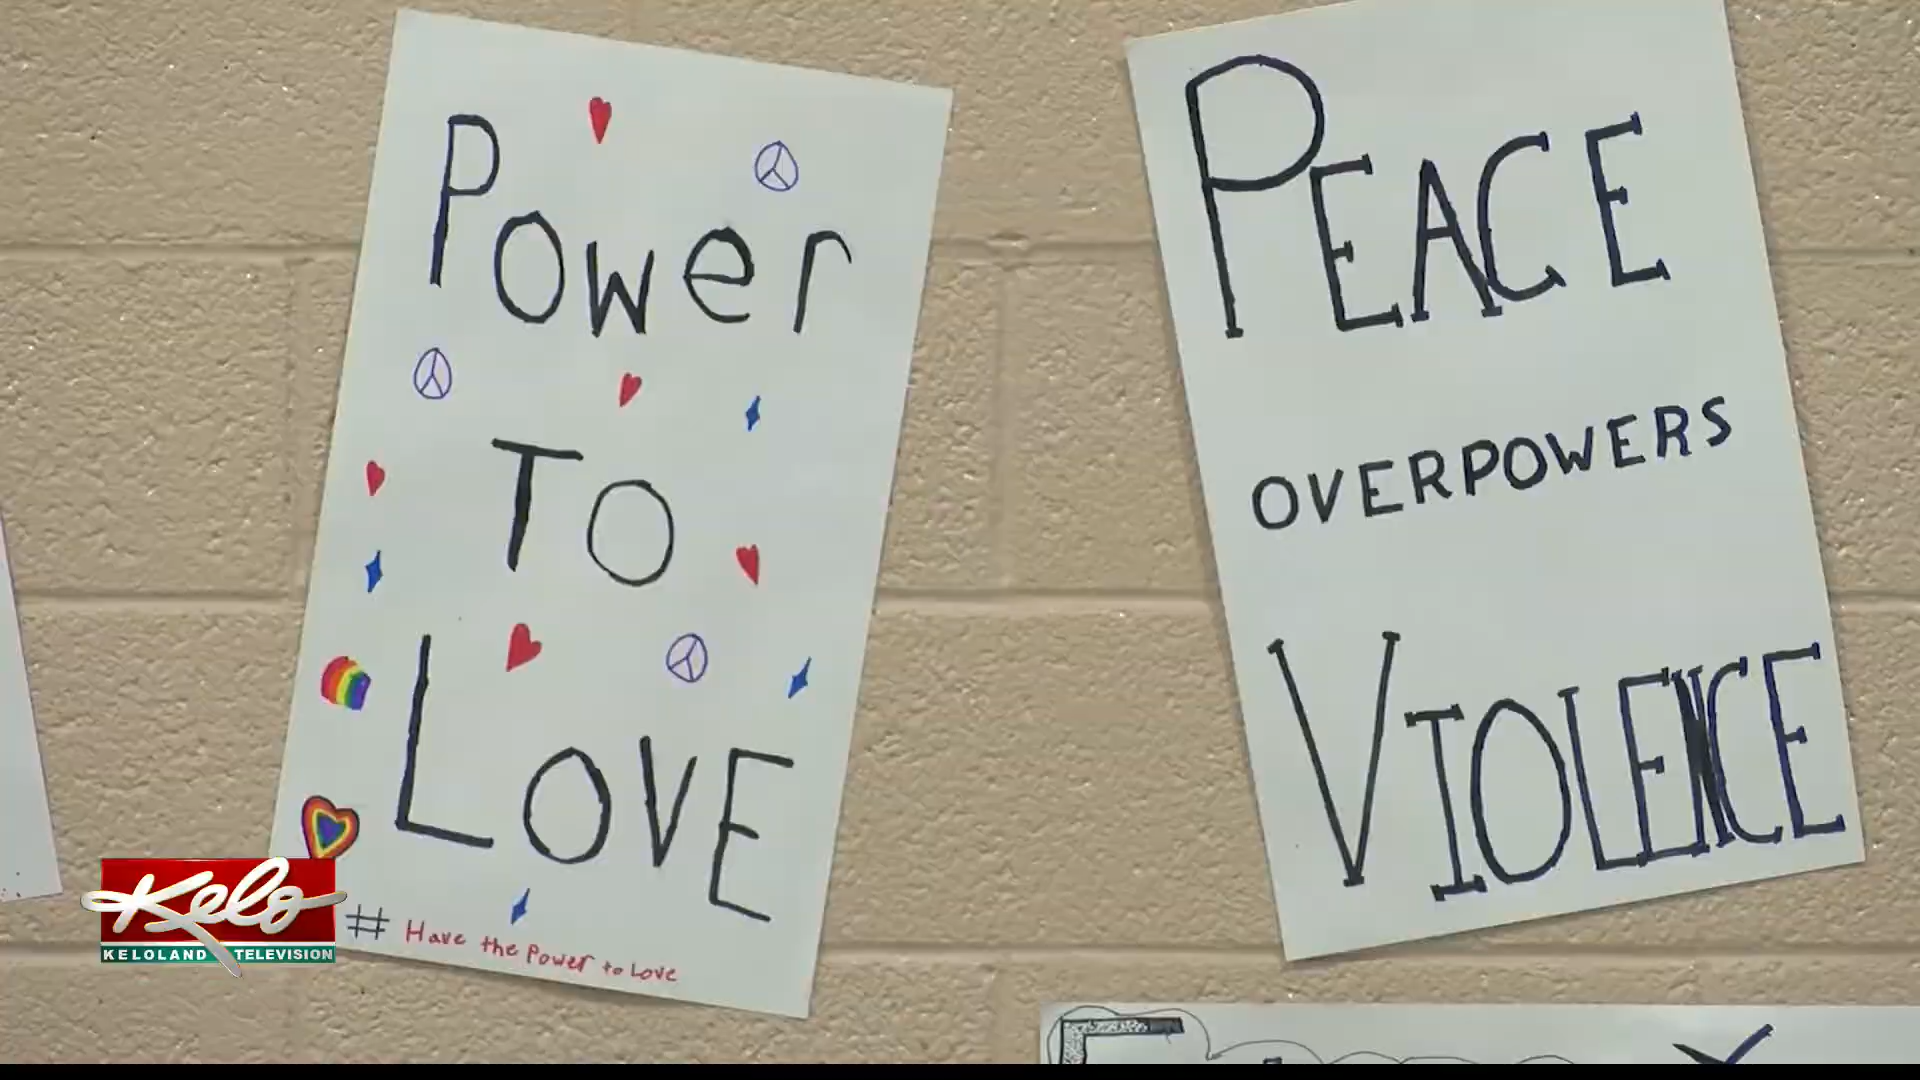 Power
To
Love
# Have the Power to Love
PEACE
OVERPOWERS
VIOLENCE
Kelo
KELOLAND TELEVISION